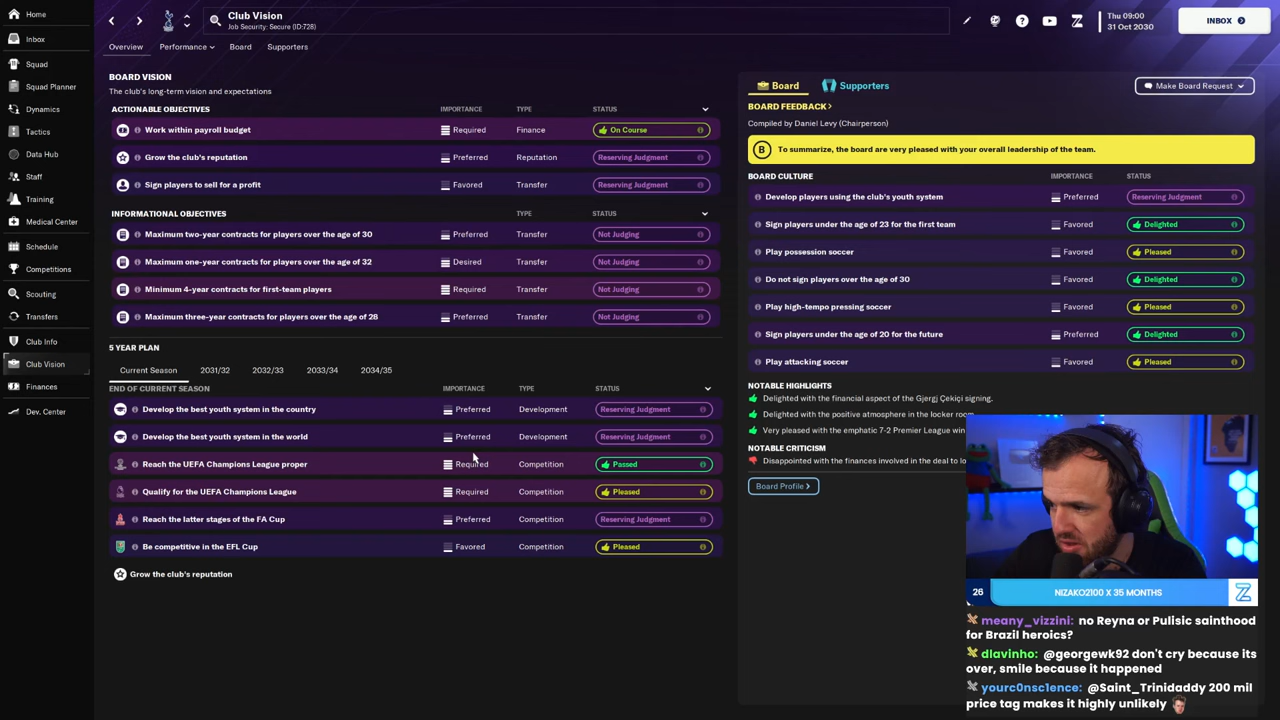 Home
Inbox
Squad
Squad Planner
Dynamics
Tactics
Data Hub
Staff
Training
Medical Center
Schedule
Competitions
Scouting
Transfers
Club Info
Club Vision
Finances
Dev. Center
Club Vision
Job Security: Secure (ID:728)
Thu 09:00
31 Oct 2030
INBOX
Overview Performance Board Supporters
BOARD VISION
The club's long-term vision and expectations
ACTIONABLE OBJECTIVES IMPORTANCE TYPE STATUS
Work within payroll budget Required Finance On Course
Grow the club's reputation Preferred Reputation Reserving Judgment
Sign players to sell for a profit Favored Transfer Reserving Judgment
INFORMATIONAL OBJECTIVES TYPE STATUS
Maximum two-year contracts for players over the age of 30 Preferred Transfer Not Judging
Maximum one-year contracts for players over the age of 32 Desired Transfer Not Judging
Minimum 4-year contracts for first-team players Required Transfer Not Judging
Maximum three-year contracts for players over the age of 28 Preferred Transfer Not Judging
5 YEAR PLAN
Current Season 2031/32 2032/33 2033/34 2034/35
END OF CURRENT SEASON IMPORTANCE TYPE STATUS
Develop the best youth system in the country Preferred Development Reserving Judgment
Develop the best youth system in the world Preferred Development Reserving Judgment
Reach the UEFA Champions League proper Required Competition Passed
Qualify for the UEFA Champions League Required Competition Pleased
Reach the latter stages of the FA Cup Preferred Competition Reserving Judgment
Be competitive in the EFL Cup Favored Competition Pleased
Grow the club's reputation
Board Supporters Make Board Request
BOARD FEEDBACK
Compiled by Daniel Levy (Chairperson)
B To summarize, the board are very pleased with your overall leadership of the team.
BOARD CULTURE IMPORTANCE STATUS
Develop players using the club's youth system Preferred Reserving Judgment
Sign players under the age of 23 for the first team Favored Delighted
Play possession soccer Favored Pleased
Do not sign players over the age of 30 Favored Delighted
Play high-tempo pressing soccer Favored Pleased
Sign players under the age of 20 for the future Preferred Delighted
Play attacking soccer Favored Pleased
NOTABLE HIGHLIGHTS
Delighted with the financial aspect of the Gjergj Çekiçi signing.
Delighted with the positive atmosphere in the locker room
Very pleased with the emphatic 7-2 Premier League win
NOTABLE CRITICISM
Disappointed with the finances involved in the deal to lo
Board Profile
26 NIZAKO2100 X 35 MONTHS
meany_vizzini: no Reyna or Pulisic sainthood
for Brazil heroics?
dlavinho: @georgewk92 don't cry because its
over, smile because it happened
yourc0nsc1ence: @Saint_Trinidaddy 200 mil
price tag makes it highly unlikely